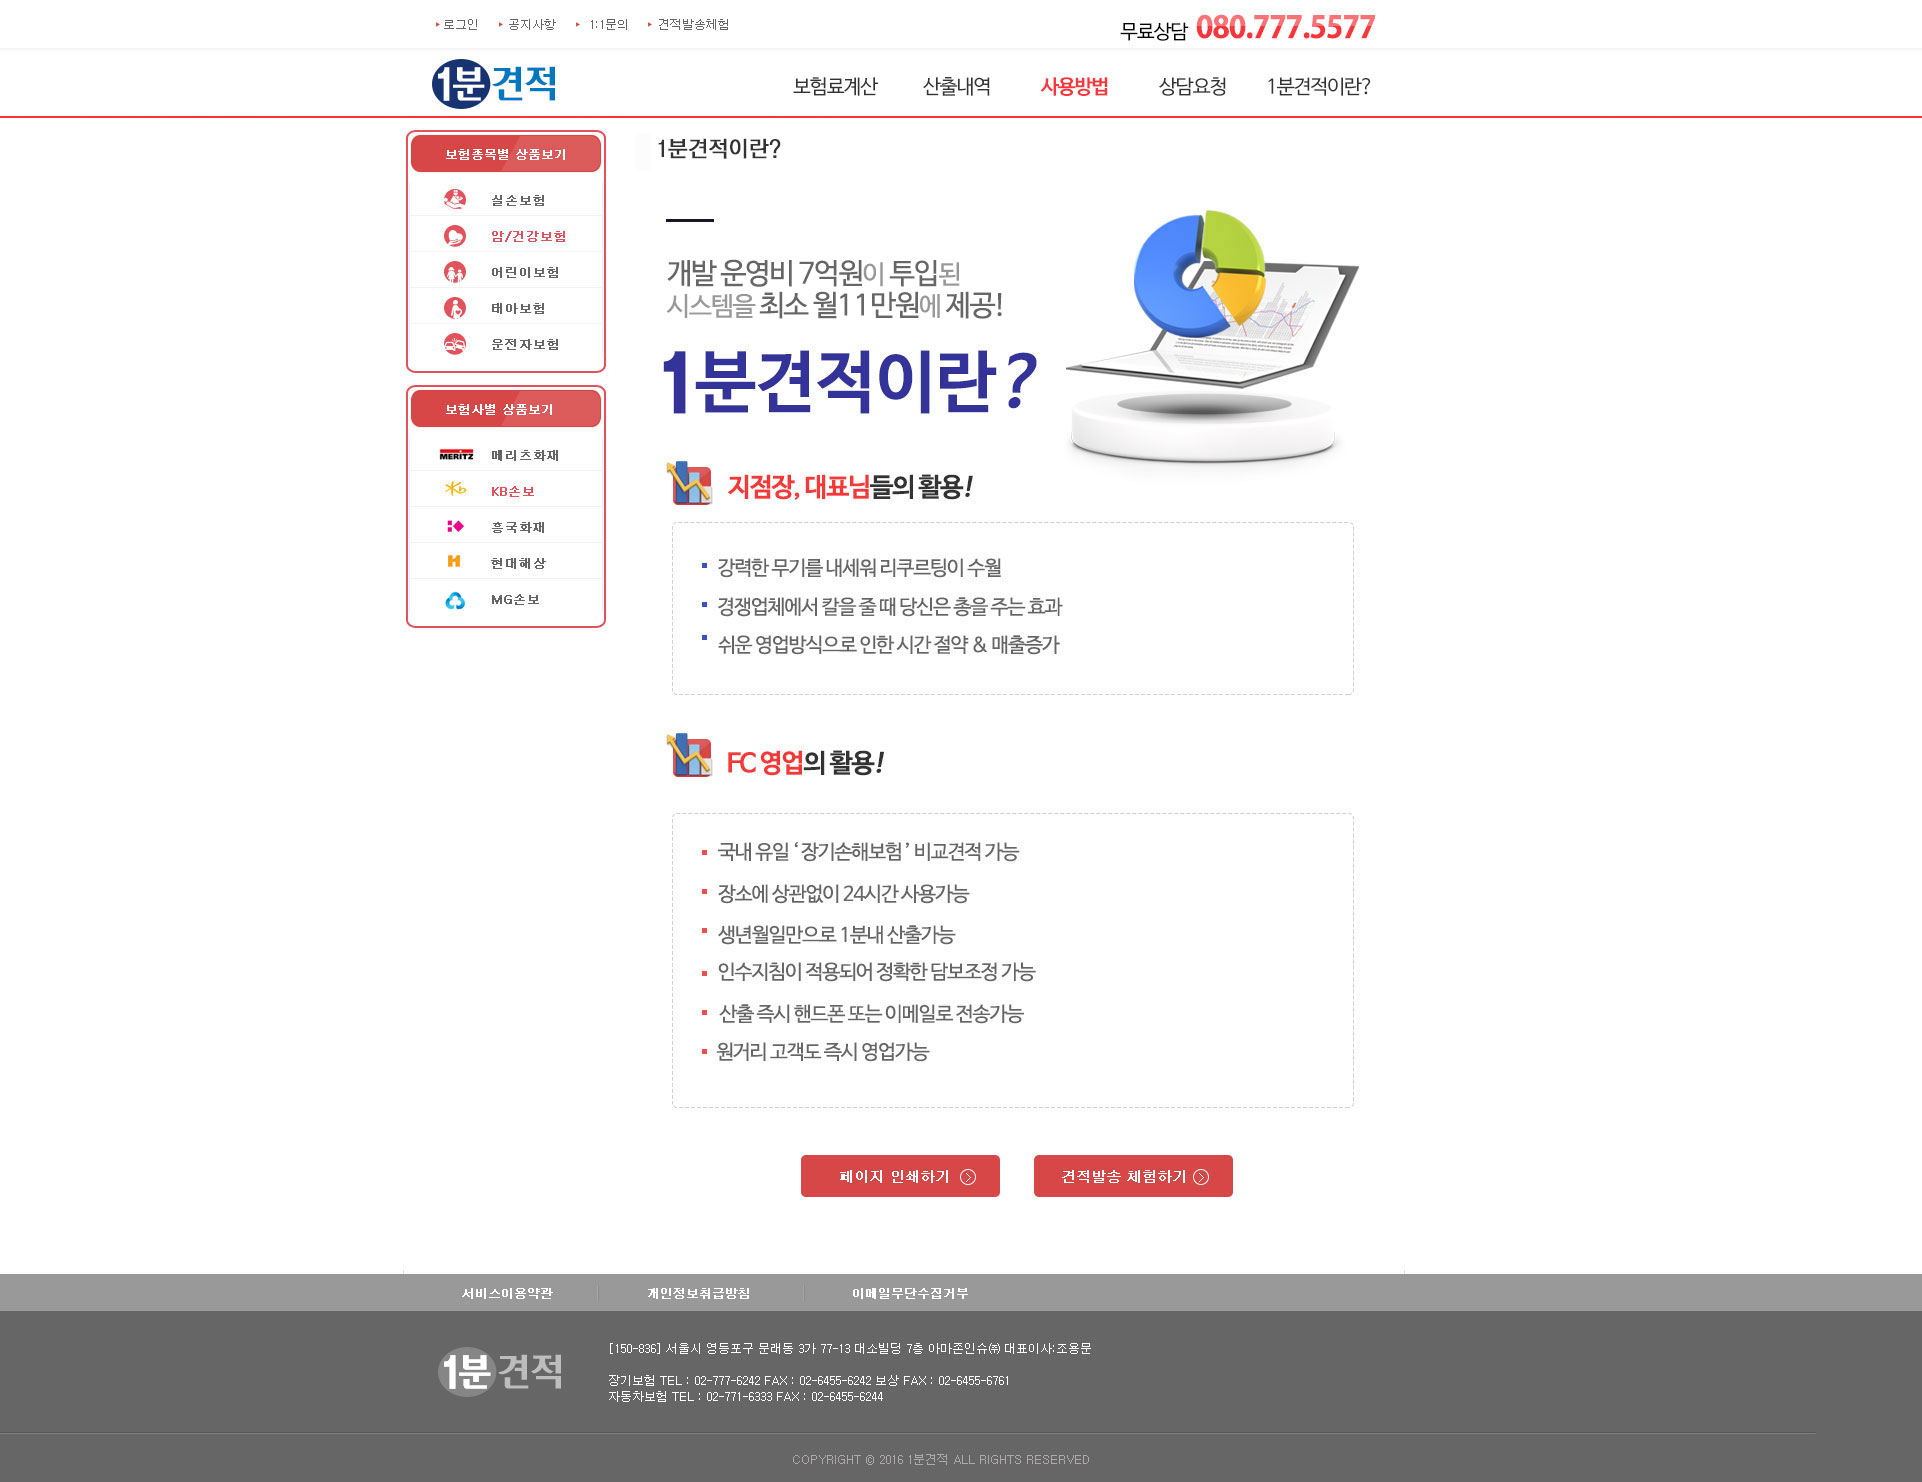 로그인 공지사항 1:1문의 견적발송체험
무료상담 080.777.5577
1분견적
보험료계산 산출내역 사용방법 상담요청 1분견적이란?
보험종목별 상품보기
실손보험
암/건강보험
어린이보험
태아보험
운전자보험
보험사별 상품보기
MERITZ 메리츠화재
KB손보
흥국화재
현대해상
MG손보
1분견적이란?
개발 운영비 7억원이 투입된
시스템을 최소 월11만원에 제공!
1분견적이란?
지점장, 대표님들의 활용!
강력한 무기를 내세워 리쿠르팅이 수월
경쟁업체에서 칼을 줄 때 당신은 총을 주는 효과
쉬운 영업방식으로 인한 시간 절약 & 매출증가
FC 영업의 활용!
국내 유일 ‘장기손해보험’ 비교견적 가능
장소에 상관없이 24시간 사용가능
생년월일만으로 1분내 산출가능
인수지침이 적용되어 정확한 담보조정 가능
산출 즉시 핸드폰 또는 이메일로 전송가능
원거리 고객도 즉시 영업가능
페이지 인쇄하기 견적발송 체험하기
서비스이용약관 개인정보취급방침 이메일무단수집거부
1분견적
[150-836] 서울시 영등포구 문래동 3가 77-13 대소빌딩 7층 아마존인슈㈜ 대표이사:조용문
장기보험 TEL : 02-777-6242 FAX : 02-6455-6242 보상 FAX : 02-6455-6761
자동차보험 TEL : 02-771-6333 FAX : 02-6455-6244
COPYRIGHT © 2016 1분견적 ALL RIGHTS RESERVED